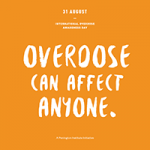 31 AUGUST
INTERNATIONAL OVERDOSE
AWARENESS DAY
OVERDOSE
CAN AFFECT
ANYONE.